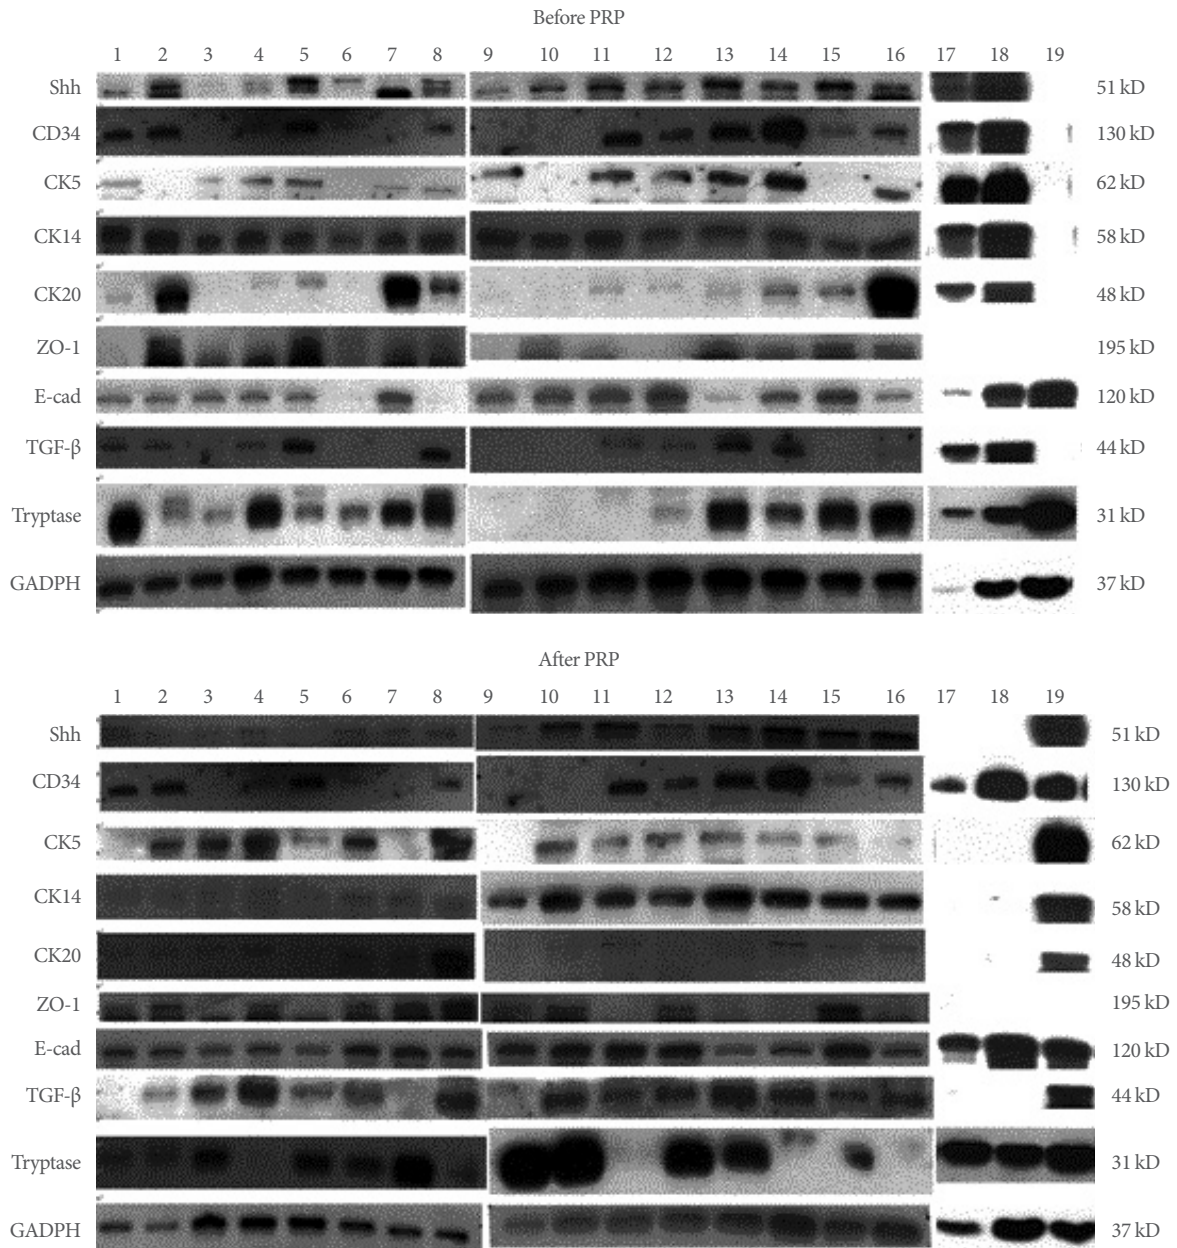 Before PRP
1 2 3 4 5 6 7 8 9 10 11 12 13 14 15 16 17 18 19
Shh 51 kD
CD34 130 kD
CK5 62 kD
CK14 58 kD
CK20 48 kD
ZO-1 195 kD
E-cad 120 kD
TGF-β 44 kD
Tryptase 31 kD
GADPH 37 kD
After PRP
1 2 3 4 5 6 7 8 9 10 11 12 13 14 15 16 17 18 19
Shh 51 kD
CD34 130 kD
CK5 62 kD
CK14 58 kD
CK20 48 kD
ZO-1 195 kD
E-cad 120 kD
TGF-β 44 kD
Tryptase 31 kD
GADPH 37 kD